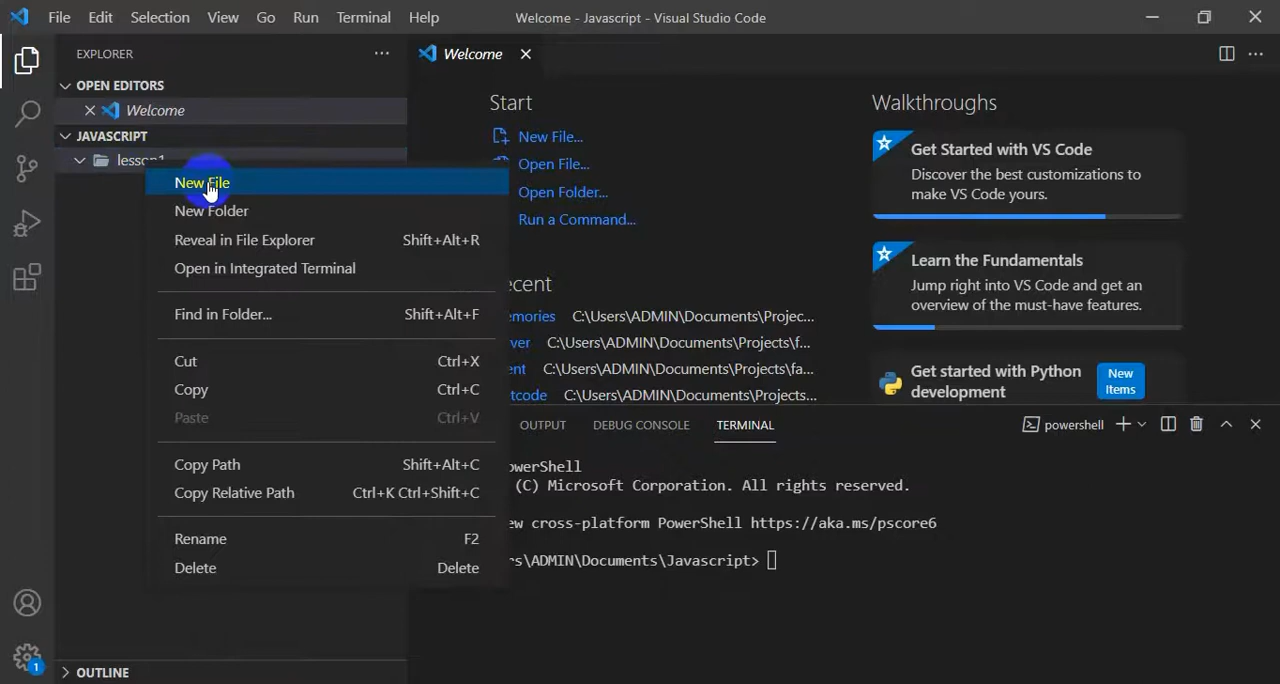 File Edit Selection View Go Run Terminal Help
Welcome - Javascript - Visual Studio Code
EXPLORER
OPEN EDITORS
Welcome
JAVASCRIPT
lesson1
New File
New Folder
Reveal in File Explorer Shift+Alt+R
Open in Integrated Terminal
Find in Folder... Shift+Alt+F
Cut Ctrl+X
Copy Ctrl+C
Paste Ctrl+V
Copy Path Shift+Alt+C
Copy Relative Path Ctrl+K Ctrl+Shift+C
Rename F2
Delete Delete
OUTLINE
1
Welcome
Start
New File...
Open File...
Open Folder...
Run a Command...
ecent
emories C:\Users\ADMIN\Documents\Projec...
ver C:\Users\ADMIN\Documents\Projects\f...
ent C:\Users\ADMIN\Documents\Projects\fa...
tcode C:\Users\ADMIN\Documents\Projects...
Walkthroughs
Get Started with VS Code
Discover the best customizations to
make VS Code yours.
Learn the Fundamentals
Jump right into VS Code and get an
overview of the must-have features.
Get started with Python
development
New
Items
OUTPUT DEBUG CONSOLE TERMINAL
powershell
owerShell
(C) Microsoft Corporation. All rights reserved.
ew cross-platform PowerShell https://aka.ms/pscore6
rs\ADMIN\Documents\Javascript>